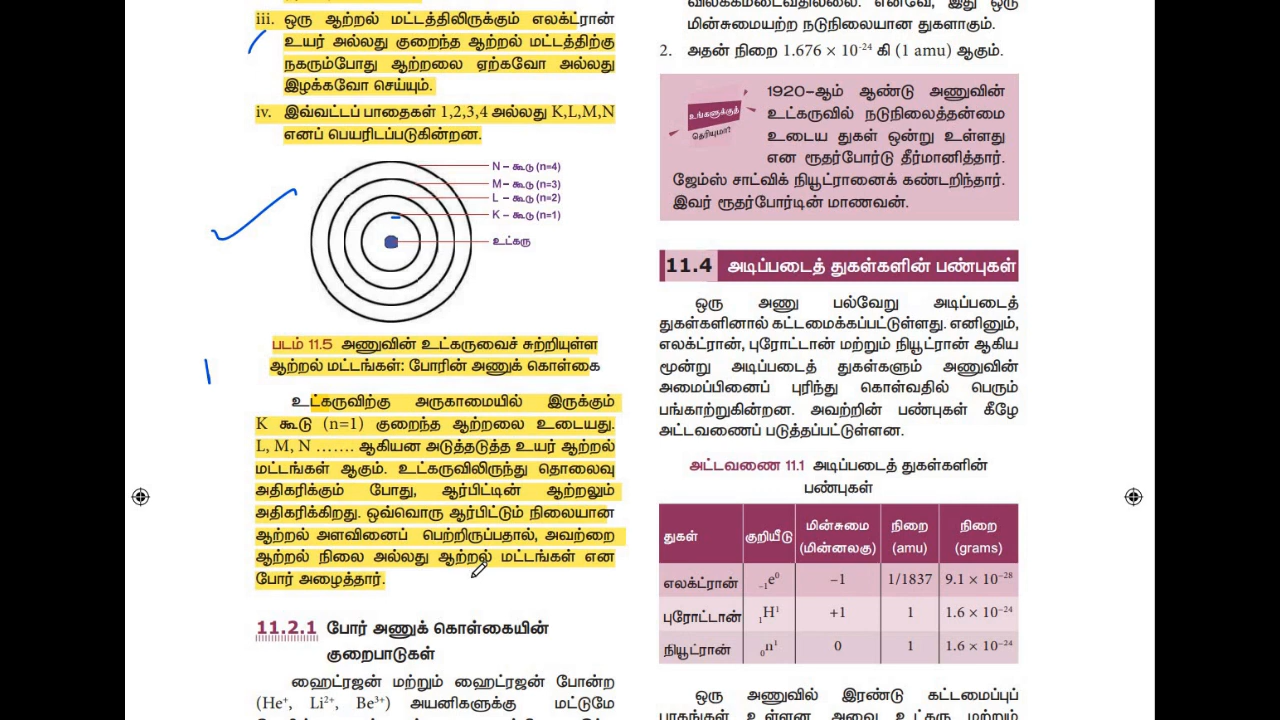 iii. ஒரு ஆற்றல் மட்டத்திலிருக்கும் எலக்ட்ரான்
உயர் அல்லது குறைந்த ஆற்றல் மட்டத்திற்கு
நகரும்போது ஆற்றலை ஏற்கவோ அல்லது
இழக்கவோ செய்யும்.
iv. இவ்வட்டப் பாதைகள் 1,2,3,4 அல்லது K,L,M,N
எனப் பெயரிடப்படுகின்றன.
N – கூடு (n=4)
M – கூடு (n=3)
L – கூடு (n=2)
K – கூடு (n=1)
உட்கரு
படம் 11.5 அணுவின் உட்கருவைச் சுற்றியுள்ள
ஆற்றல் மட்டங்கள்: போரின் அணுக் கொள்கை
உட்கருவிற்கு அருகாமையில் இருக்கும்
K கூடு (n=1) குறைந்த ஆற்றலை உடையது.
L, M, N ....... ஆகியன அடுத்தடுத்த உயர் ஆற்றல்
மட்டங்கள் ஆகும். உட்கருவிலிருந்து தொலைவு
அதிகரிக்கும் போது, ஆர்பிட்டின் ஆற்றலும்
அதிகரிக்கிறது. ஒவ்வொரு ஆர்பிட்டும் நிலையான
ஆற்றல் அளவினைப் பெற்றிருப்பதால், அவற்றை
ஆற்றல் நிலை அல்லது ஆற்றல் மட்டங்கள் என
போர் அழைத்தார்.
11.2.1 போர் அணுக் கொள்கையின்
குறைபாடுகள்
ஹைட்ரஜன் மற்றும் ஹைட்ரஜன் போன்ற
(He⁺, Li²⁺, Be³⁺) அயனிகளுக்கு மட்டுமே
மின்சுமையற்ற நடுநிலையான துகளாகும்.
2. அதன் நிறை 1.676 × 10⁻²⁴ கி (1 amu) ஆகும்.
உங்களுக்குத்
தெரியுமா?
1920-ஆம் ஆண்டு அணுவின்
உட்கருவில் நடுநிலைத்தன்மை
உடைய துகள் ஒன்று உள்ளது
என ரூதர்போர்டு தீர்மானித்தார்.
ஜேம்ஸ் சாட்விக் நியூட்ரானைக் கண்டறிந்தார்.
இவர் ரூதர்போர்டின் மாணவன்.
11.4 அடிப்படைத் துகள்களின் பண்புகள்
ஒரு அணு பல்வேறு அடிப்படைத்
துகள்களினால் கட்டமைக்கப்பட்டுள்ளது. எனினும்,
எலக்ட்ரான், புரோட்டான் மற்றும் நியூட்ரான் ஆகிய
மூன்று அடிப்படைத் துகள்களும் அணுவின்
அமைப்பினைப் புரிந்து கொள்வதில் பெரும்
பங்காற்றுகின்றன. அவற்றின் பண்புகள் கீழே
அட்டவணைப் படுத்தப்பட்டுள்ளன.
அட்டவணை 11.1 அடிப்படைத் துகள்களின்
பண்புகள்
துகள் குறியீடு மின்சுமை (மின்னலகு) நிறை (amu) நிறை (grams)
எலக்ட்ரான் ₋₁e⁰ −1 1/1837 9.1 × 10⁻²⁸
புரோட்டான் ₁H¹ +1 1 1.6 × 10⁻²⁴
நியூட்ரான் ₀n¹ 0 1 1.6 × 10⁻²⁴
ஒரு அணுவில் இரண்டு கட்டமைப்புப்